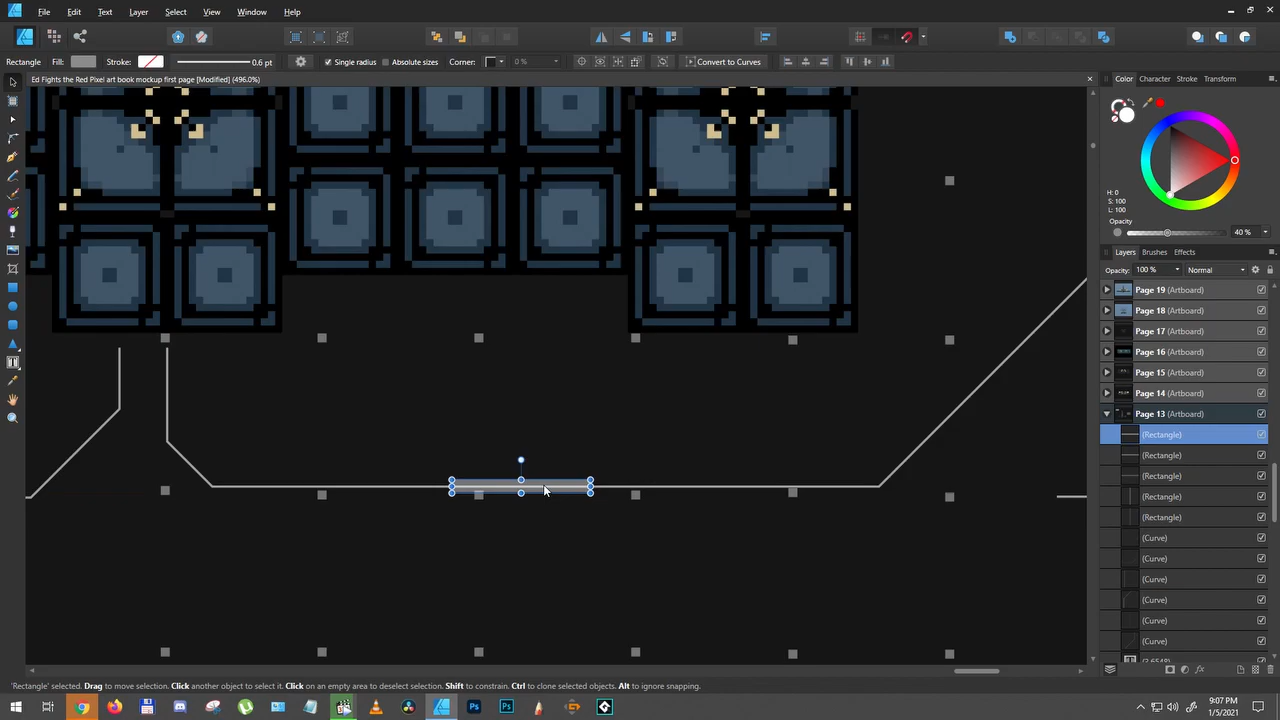 File Edit Text Layer Select View Window Help
Rectangle Fill: Stroke: 0.6 pt Single radius Absolute sizes Corner: 0 % Convert to Curves
Ed Fights the Red Pixel art book mockup first page [Modified] (496.0%)
Color Character Stroke Transform
H: 0
S: 100
L: 100
Opacity 40 %
Layers Brushes Effects
Opacity: 100 % Normal
Page 19 (Artboard)
Page 18 (Artboard)
Page 17 (Artboard)
Page 16 (Artboard)
Page 15 (Artboard)
Page 14 (Artboard)
Page 13 (Artboard)
(Rectangle)
(Rectangle)
(Rectangle)
(Rectangle)
(Rectangle)
(Curve)
(Curve)
(Curve)
(Curve)
(Curve)
(Curve)
'Rectangle' selected. Drag to move selection. Click another object to select it. Click on an empty area to deselect selection. Shift to constrain. Ctrl to clone selected objects. Alt to ignore snapping.
9:07 PM
1/5/2021